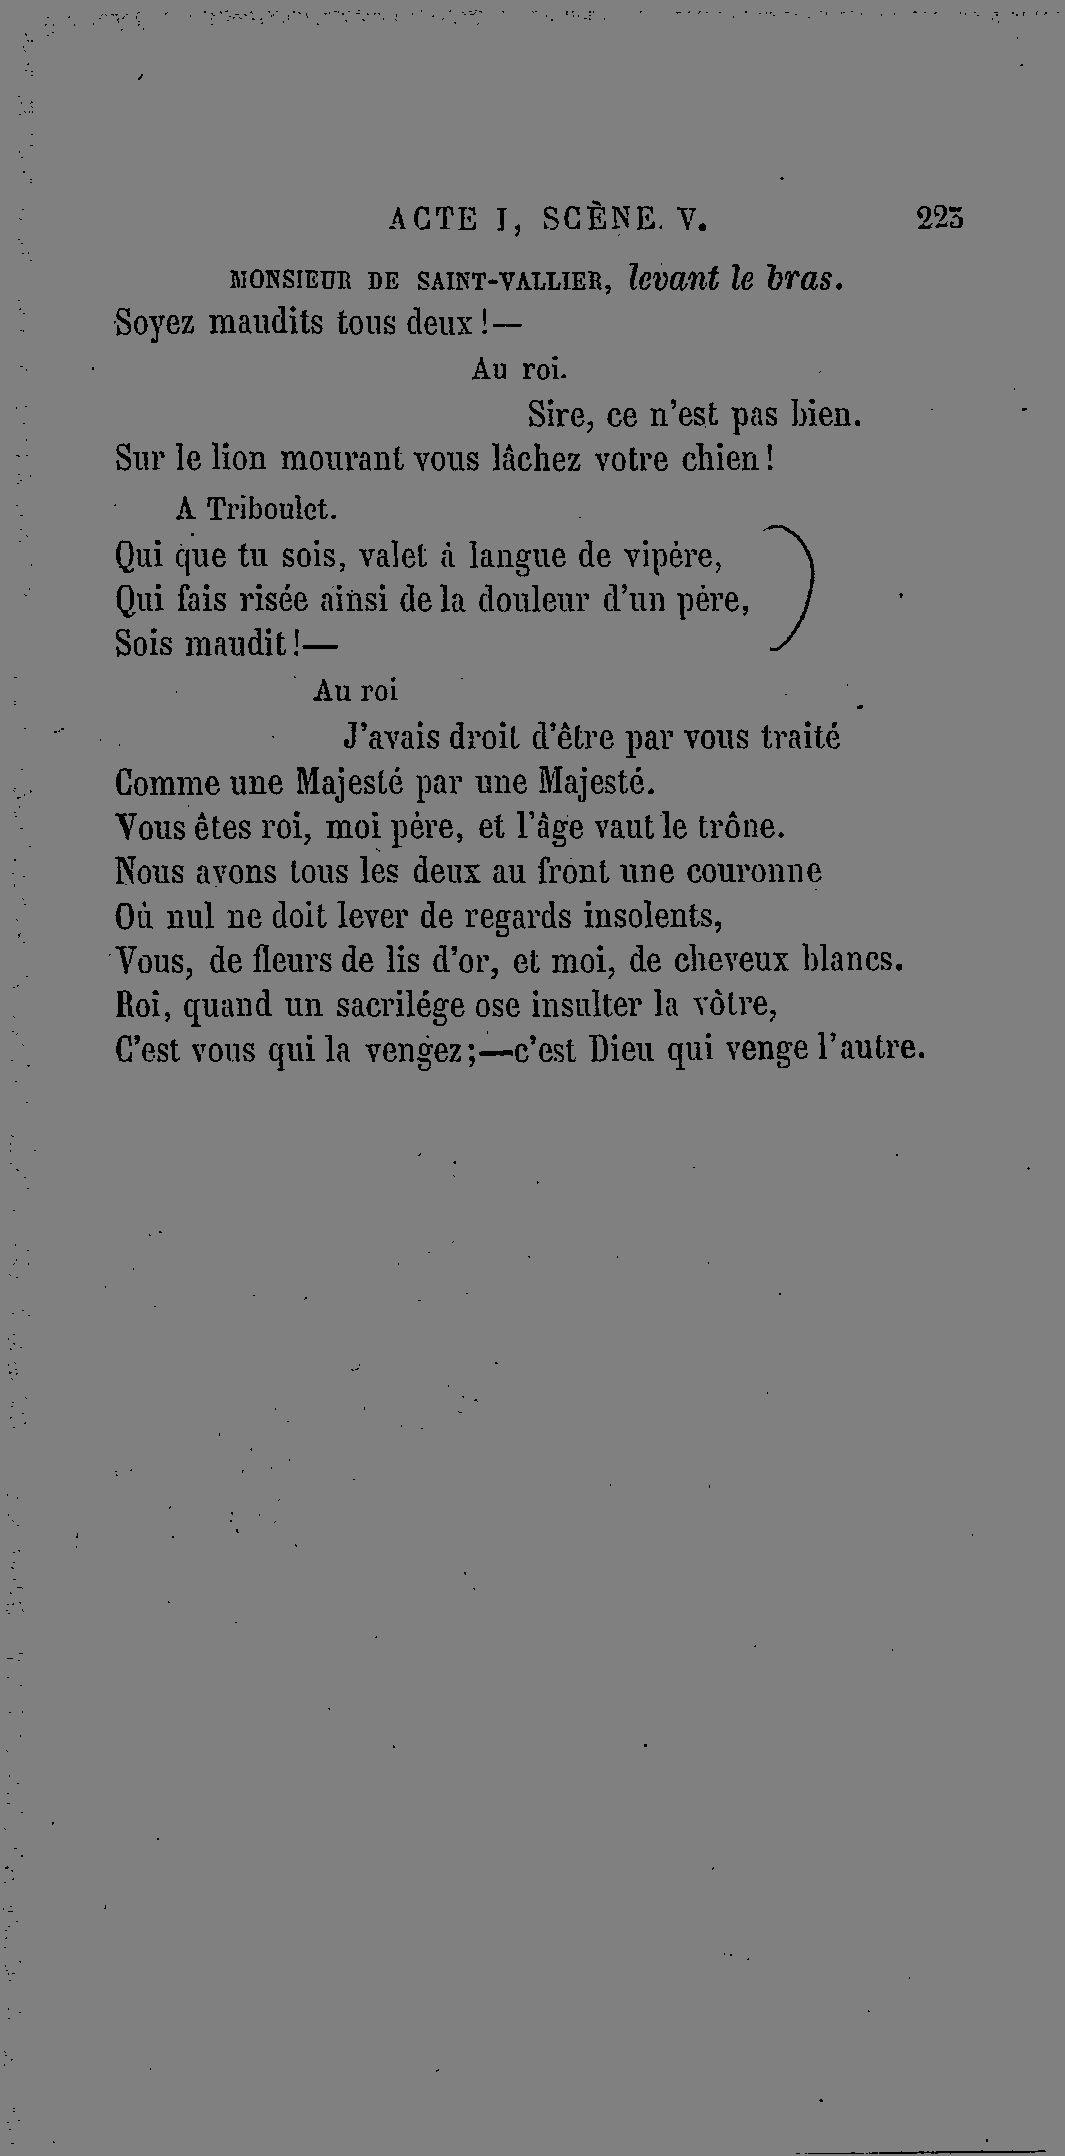 ACTE I, SCÈNE. V. 223
MONSIEUR DE SAINT-VALLIER, levant le bras.
Soyez maudits tous deux !—
Au roi.
Sire, ce n'est pas bien.
Sur le lion mourant vous lâchez votre chien !
A Triboulet.
Qui que tu sois, valet à langue de vipère,
Qui fais risée ainsi de la douleur d'un père,
Sois maudit !—
Au roi
J'avais droit d'être par vous traité
Comme une Majesté par une Majesté.
Vous êtes roi, moi père, et l'âge vaut le trône.
Nous avons tous les deux au front une couronne
Où nul ne doit lever de regards insolents,
Vous, de fleurs de lis d'or, et moi, de cheveux blancs.
Roi, quand un sacrilége ose insulter la vôtre,
C'est vous qui la vengez;—c'est Dieu qui venge l'autre.